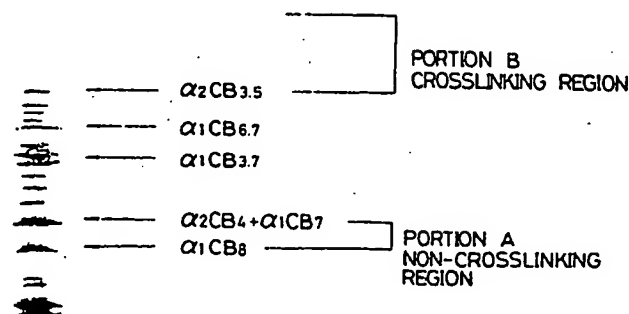 PORTION B
CROSSLINKING REGION
α2CB3.5
α1CB6.7
α1CB3.7
α2CB4+α1CB7
α1CB8
PORTION A
NON-CROSSLINKING
REGION